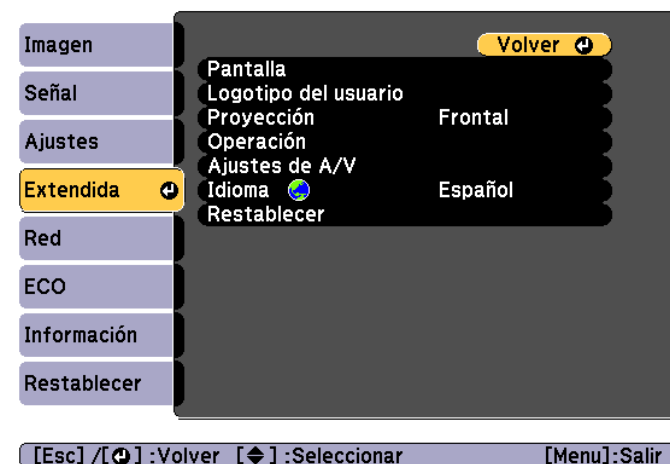 Imagen
Señal
Ajustes
Extendida
Red
ECO
Información
Restablecer
Volver
Pantalla
Logotipo del usuario
Proyección Frontal
Operación
Ajustes de A/V
Idioma Español
Restablecer
[Esc] /[ ] :Volver [ ] :Seleccionar [Menu]:Salir